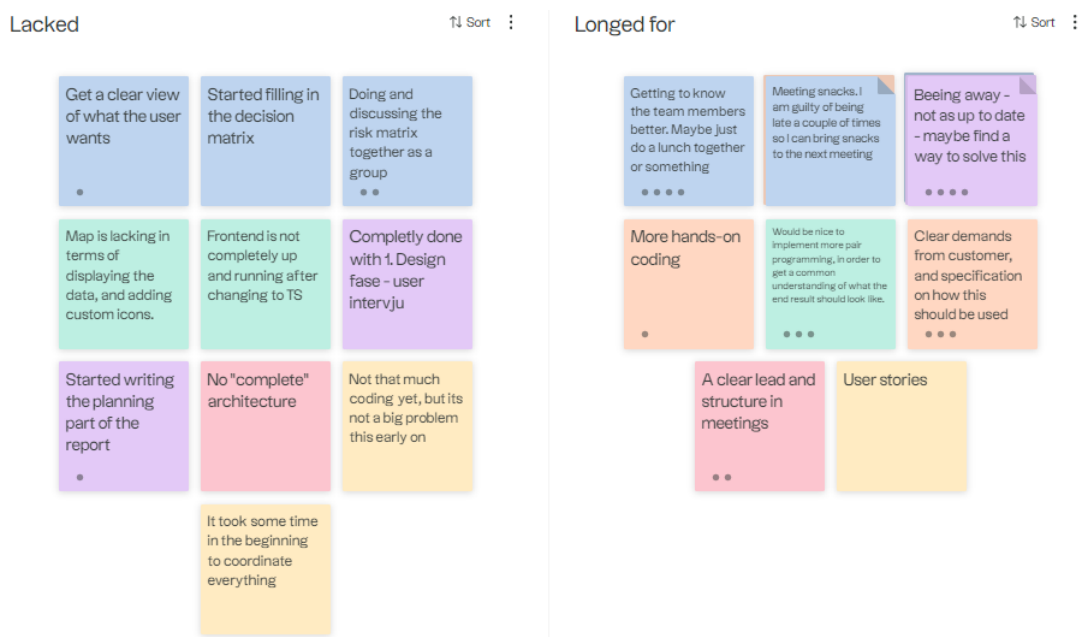 Lacked
Sort
Get a clear view
of what the user
wants
Started filling in
the decision
matrix
Doing and
discussing the
risk matrix
together as a
group
Map is lacking in
terms of
displaying the
data, and adding
custom icons.
Frontend is not
completely up
and running after
changing to TS
Completly done
with 1. Design
fase - user
intervju
Started writing
the planning
part of the
report
No "complete"
architecture
Not that much
coding yet, but its
not a big problem
this early on
It took some time
in the beginning
to coordinate
everything
Longed for
Sort
Getting to know
the team members
better. Maybe just
do a lunch together
or something
Meeting snacks. I
am guilty of being
late a couple of times
so I can bring snacks
to the next meeting
Beeing away -
not as up to date
- maybe find a
way to solve this
More hands-on
coding
Would be nice to
implement more pair
programming, in order to
get a common
understanding of what the
end result should look like.
Clear demands
from customer,
and specification
on how this
should be used
A clear lead and
structure in
meetings
User stories